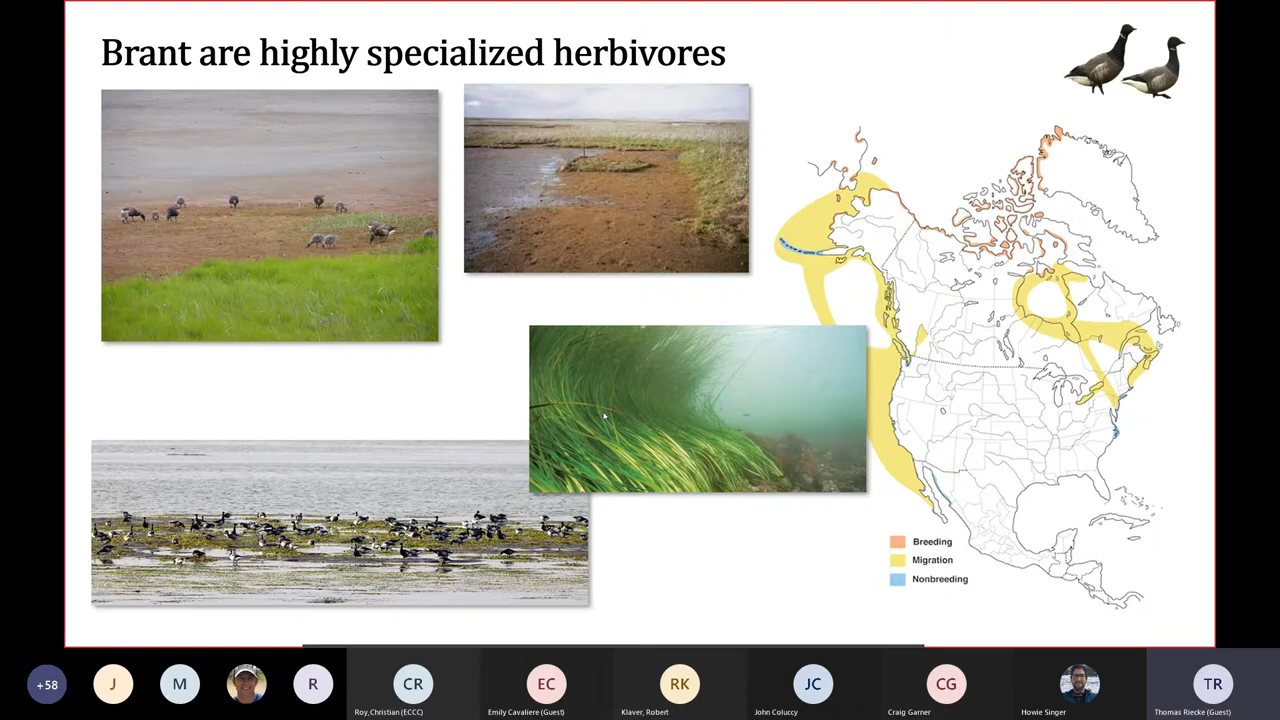 Brant are highly specialized herbivores
Breeding
Migration
Nonbreeding
+58
J
M
R
CR
EC
RK
JC
CG
TR
Roy,Christian (ECCC)
Emily Cavaliere (Guest)
Klaver, Robert
John Coluccy
Craig Garner
Howie Singer
Thomas Riecke (Guest)